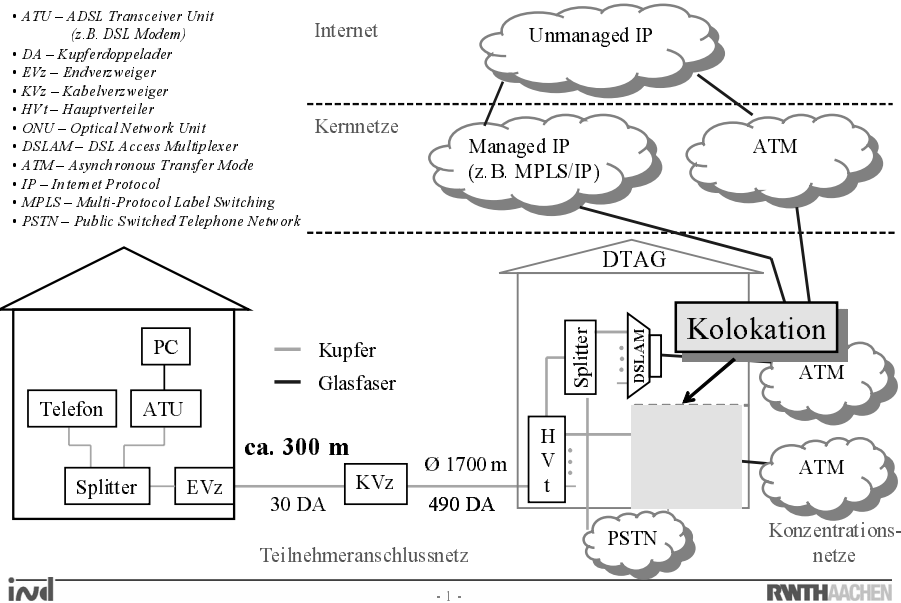 • ATU – ADSL Transceiver Unit
(z.B. DSL Modem)
• DA – Kupferdoppelader
• EVz – Endverzweiger
• KVz – Kabelverzweiger
• HVt – Hauptverteiler
• ONU – Optical Network Unit
• DSLAM – DSL Access Multiplexer
• ATM – Asynchronous Transfer Mode
• IP – Internet Protocol
• MPLS – Multi-Protocol Label Switching
• PSTN – Public Switched Telephone Network
Internet
Unmanaged IP
Kernnetze
Managed IP
(z.B. MPLS/IP)
ATM
DTAG
Kolokation
PC
Telefon
ATU
Splitter
EVz
Kupfer
Glasfaser
ca. 300 m
30 DA
KVz
Ø 1700 m
490 DA
H
V
t
Splitter
DSLAM
ATM
ATM
PSTN
Konzentrations-
netze
Teilnehmeranschlussnetz
ind
- 1 -
RWTHAACHEN